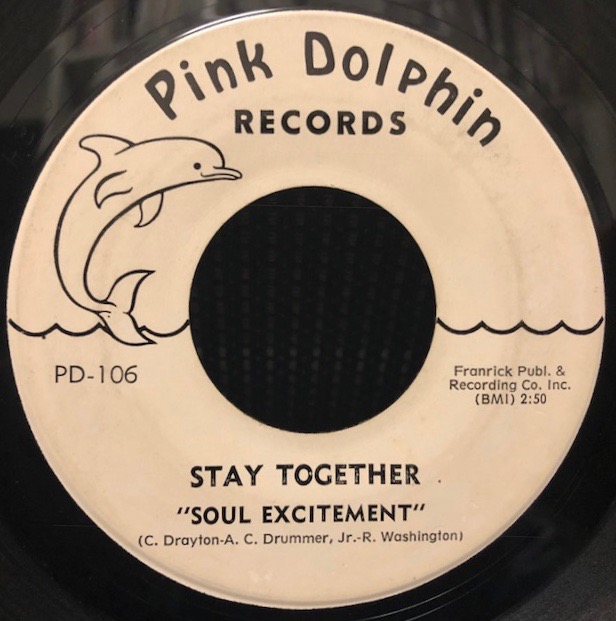 Pink Dolphin
RECORDS
PD-106
Franrick Publ. &
Recording Co. Inc.
(BMI) 2:50
STAY TOGETHER
"SOUL EXCITEMENT"
(C. Drayton-A. C. Drummer, Jr.-R. Washington)